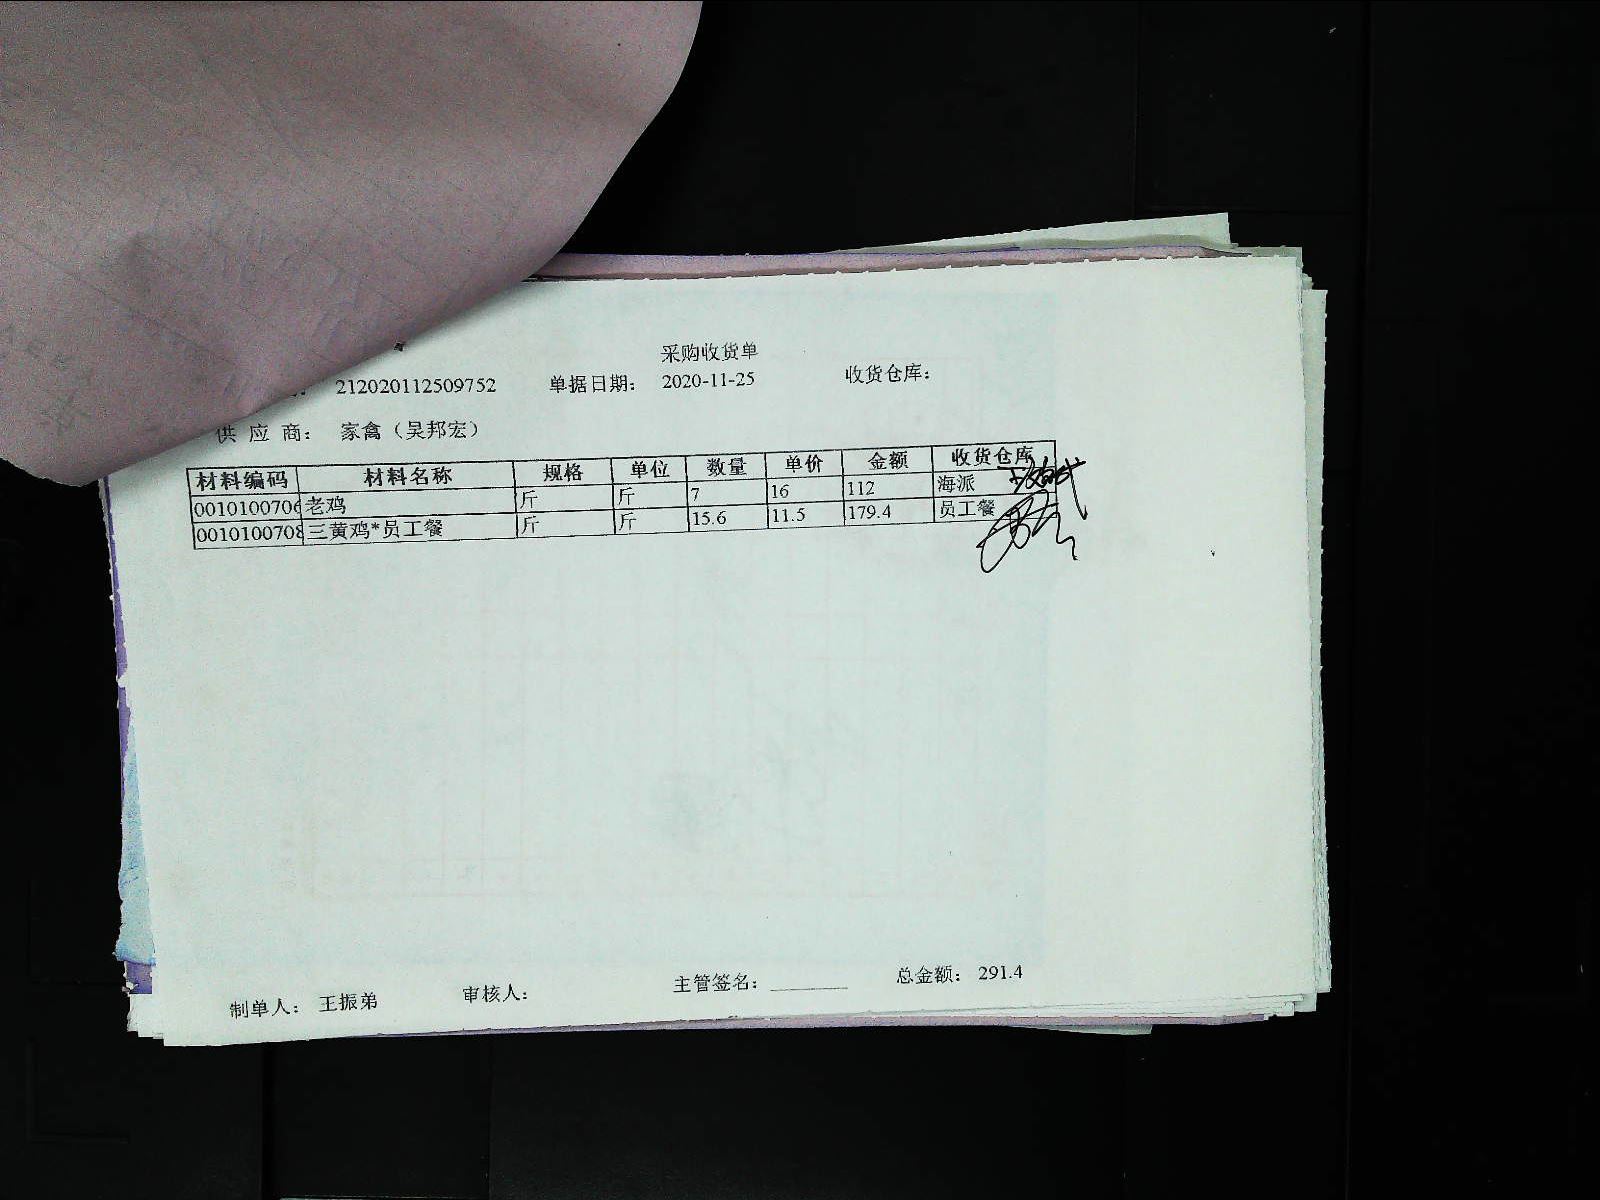 采购收货单
212020112509752 单据日期： 2020-11-25 收货仓库：
供 应 商： 家禽（吴邦宏）
材料编码 材料名称 规格 单位 数量 单价 金额 收货仓库
0010100706 老鸡 斤 斤 7 16 112 海派
0010100708 三黄鸡*员工餐 斤 斤 15.6 11.5 179.4 员工餐
制单人： 王振弟 审核人： 主管签名： 总金额： 291.4